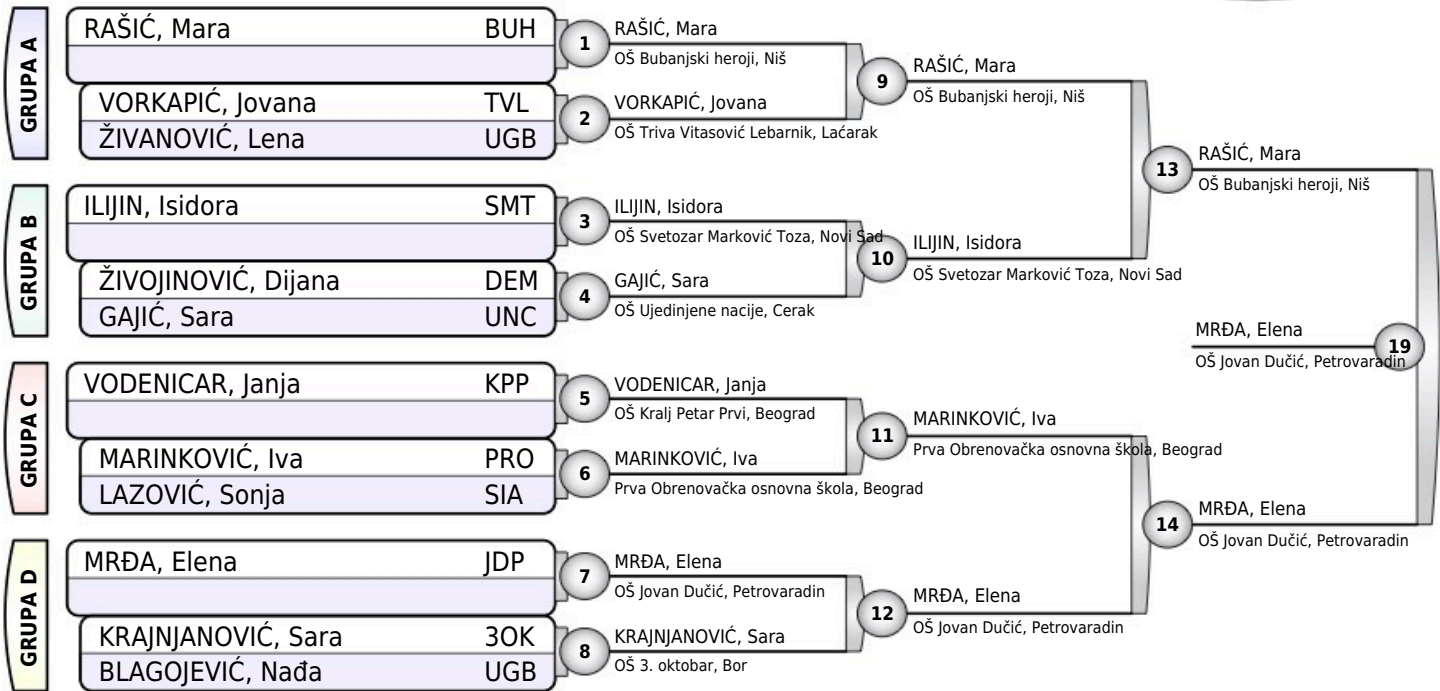 GRUPA A
RAŠIĆ, Mara BUH
VORKAPIĆ, Jovana TVL
ŽIVANOVIĆ, Lena UGB
GRUPA B
ILIJIN, Isidora SMT
ŽIVOJINOVIĆ, Dijana DEM
GAJIĆ, Sara UNC
GRUPA C
VODENICAR, Janja KPP
MARINKOVIĆ, Iva PRO
LAZOVIĆ, Sonja SIA
GRUPA D
MRĐA, Elena JDP
KRAJNJANOVIĆ, Sara 3OK
BLAGOJEVIĆ, Nađa UGB
1
RAŠIĆ, Mara
OŠ Bubanjski heroji, Niš
2
VORKAPIĆ, Jovana
OŠ Triva Vitasović Lebarnik, Laćarak
3
ILIJIN, Isidora
OŠ Svetozar Marković Toza, Novi Sad
4
GAJIĆ, Sara
OŠ Ujedinjene nacije, Cerak
5
VODENICAR, Janja
OŠ Kralj Petar Prvi, Beograd
6
MARINKOVIĆ, Iva
Prva Obrenovačka osnovna škola, Beograd
7
MRĐA, Elena
OŠ Jovan Dučić, Petrovaradin
8
KRAJNJANOVIĆ, Sara
OŠ 3. oktobar, Bor
9
RAŠIĆ, Mara
OŠ Bubanjski heroji, Niš
10
ILIJIN, Isidora
OŠ Svetozar Marković Toza, Novi Sad
11
MARINKOVIĆ, Iva
Prva Obrenovačka osnovna škola, Beograd
12
MRĐA, Elena
OŠ Jovan Dučić, Petrovaradin
13
RAŠIĆ, Mara
OŠ Bubanjski heroji, Niš
14
MRĐA, Elena
OŠ Jovan Dučić, Petrovaradin
MRĐA, Elena
19
OŠ Jovan Dučić, Petrovaradin